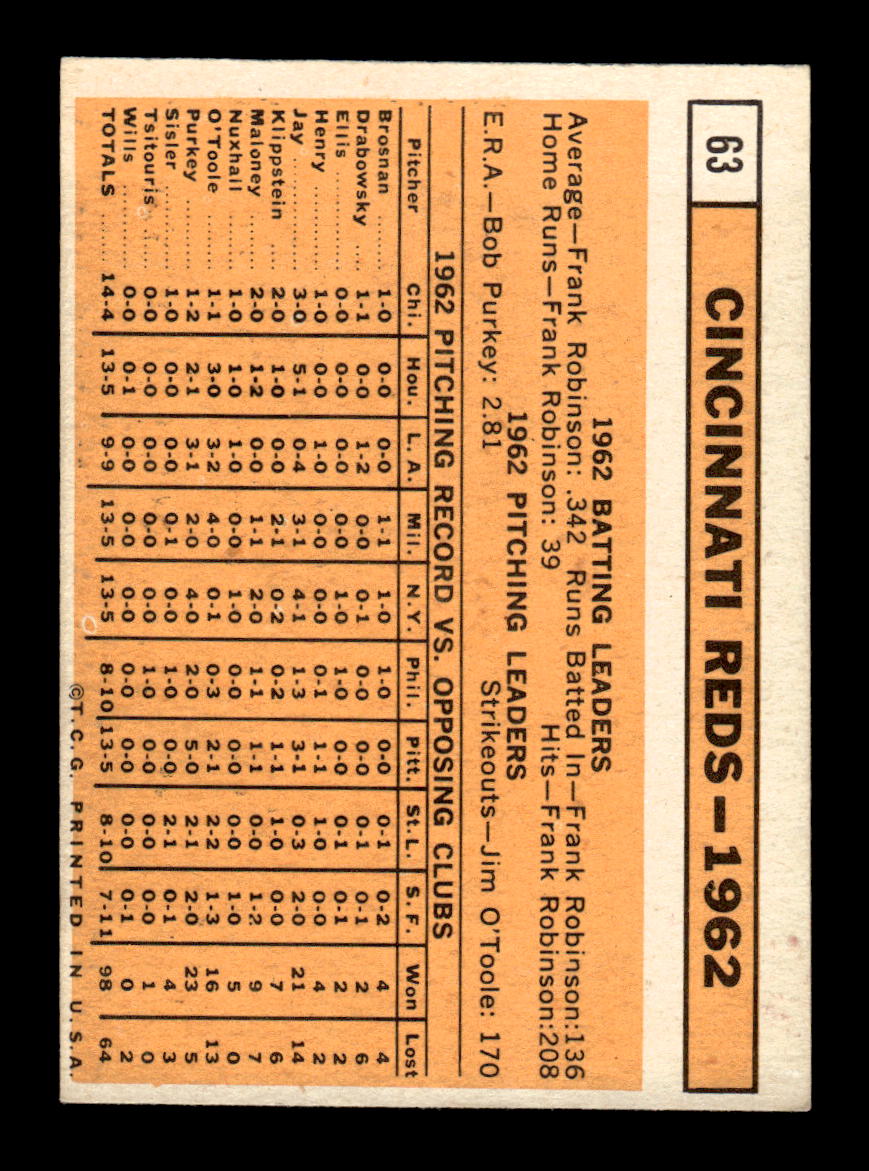 63 CINCINNATI REDS—1962
1962 BATTING LEADERS
Average—Frank Robinson: .342 Runs Batted In—Frank Robinson:136
Home Runs—Frank Robinson: 39 Hits—Frank Robinson:208
1962 PITCHING LEADERS
E.R.A.—Bob Purkey: 2.81 Strikeouts—Jim O'Toole: 170
1962 PITCHING RECORD VS. OPPOSING CLUBS
Pitcher Chi. Hou. L.A. Mil. N.Y. Phil. Pitt. St.L. S.F. Won Lost
Brosnan ...... 1-0 0-0 0-0 1-1 1-0 1-0 0-0 0-1 0-2 4 4
Drabowsky .... 1-1 0-0 1-2 0-0 0-1 0-0 0-0 0-1 0-1 2 6
Ellis ............ 0-0 0-0 0-0 0-0 1-0 1-0 0-0 0-1 0-1 2 2
Henry .......... 1-0 0-0 1-0 0-0 0-0 0-1 1-1 1-0 0-0 4 2
Jay .............. 3-0 5-1 0-4 3-1 4-1 1-3 3-1 0-3 2-0 21 14
Klippstein .... 2-0 1-0 0-0 2-1 0-2 0-2 1-1 1-0 0-0 7 6
Maloney ...... 2-0 1-2 0-0 1-1 2-0 1-1 1-1 0-0 1-2 9 7
Nuxhall ...... 1-0 1-0 1-0 0-0 1-0 0-0 0-0 0-0 1-0 5 0
O'Toole ...... 1-1 3-0 3-2 4-0 0-1 0-3 2-1 2-2 1-3 16 13
Purkey ........ 1-2 2-1 3-1 2-0 4-0 2-0 5-0 2-1 2-0 23 5
Sisler .......... 1-0 0-0 0-0 0-1 0-0 1-0 0-0 2-1 0-1 4 3
Tsitouris ...... 0-0 0-0 0-0 0-0 0-0 1-0 0-0 0-0 0-0 1 0
Wills .......... 0-0 0-1 0-0 0-0 0-0 0-0 0-0 0-0 0-1 0 2
TOTALS ...... 14-4 13-5 9-9 13-5 13-5 8-10 13-5 8-10 7-11 98 64
©T.C.G. PRINTED IN U.S.A.